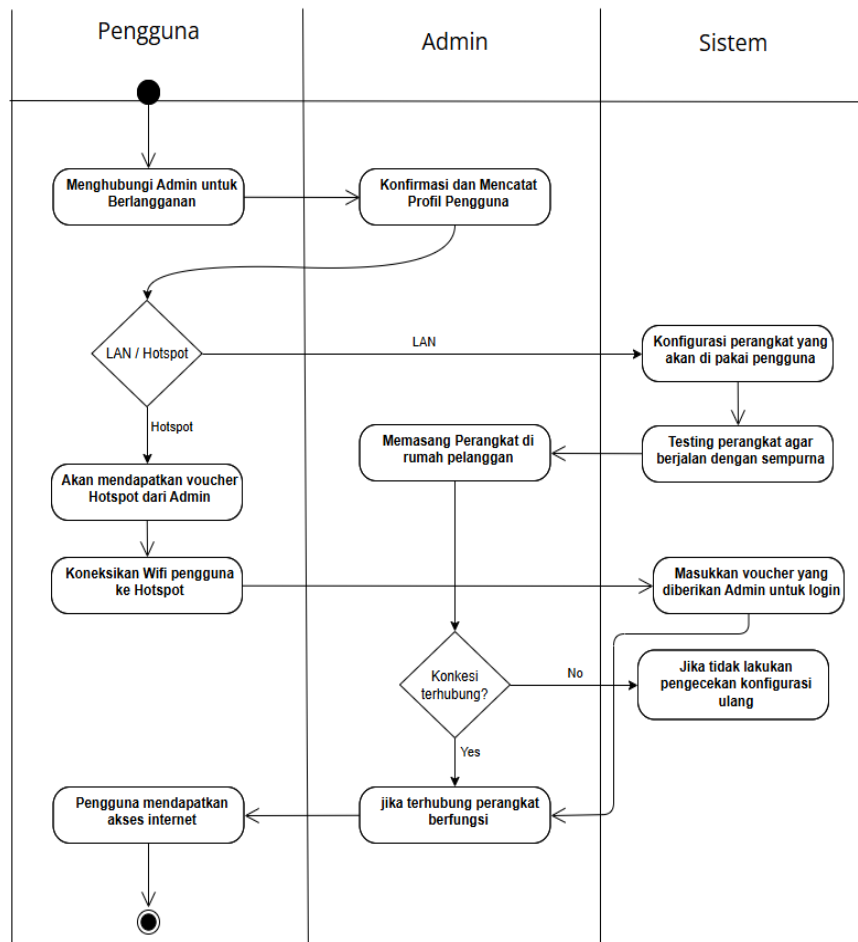 Pengguna
Admin
Sistem
Menghubungi Admin untuk
Berlangganan
Konfirmasi dan Mencatat
Profil Pengguna
LAN / Hotspot
LAN
Konfigurasi perangkat yang
akan di pakai pengguna
Hotspot
Memasang Perangkat di
rumah pelanggan
Testing perangkat agar
berjalan dengan sempurna
Akan mendapatkan voucher
Hotspot dari Admin
Koneksikan Wifi pengguna
ke Hotspot
Masukkan voucher yang
diberikan Admin untuk login
Konkesi
terhubung?
No
Jika tidak lakukan
pengecekan konfigurasi
ulang
Yes
Pengguna mendapatkan
akses internet
jika terhubung perangkat
berfungsi